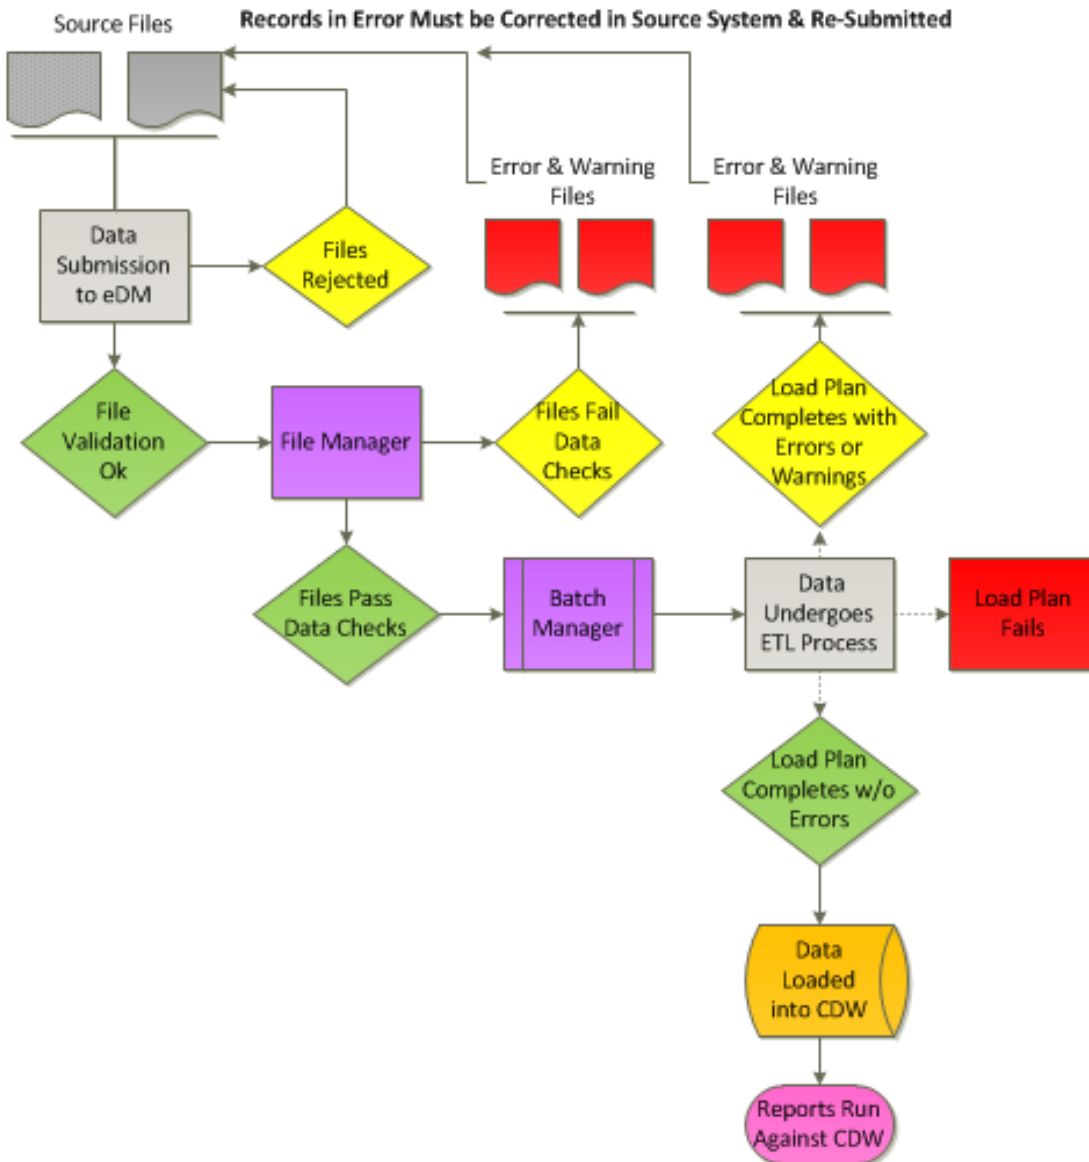 Source Files
Records in Error Must be Corrected in Source System & Re-Submitted
Error & Warning
Files
Error & Warning
Files
Data
Submission
to eDM
Files
Rejected
File
Validation
Ok
File Manager
Files Fail
Data
Checks
Load Plan
Completes with
Errors or
Warnings
Files Pass
Data Checks
Batch
Manager
Data
Undergoes
ETL Process
Load Plan
Fails
Load Plan
Completes w/o
Errors
Data
Loaded
into CDW
Reports Run
Against CDW